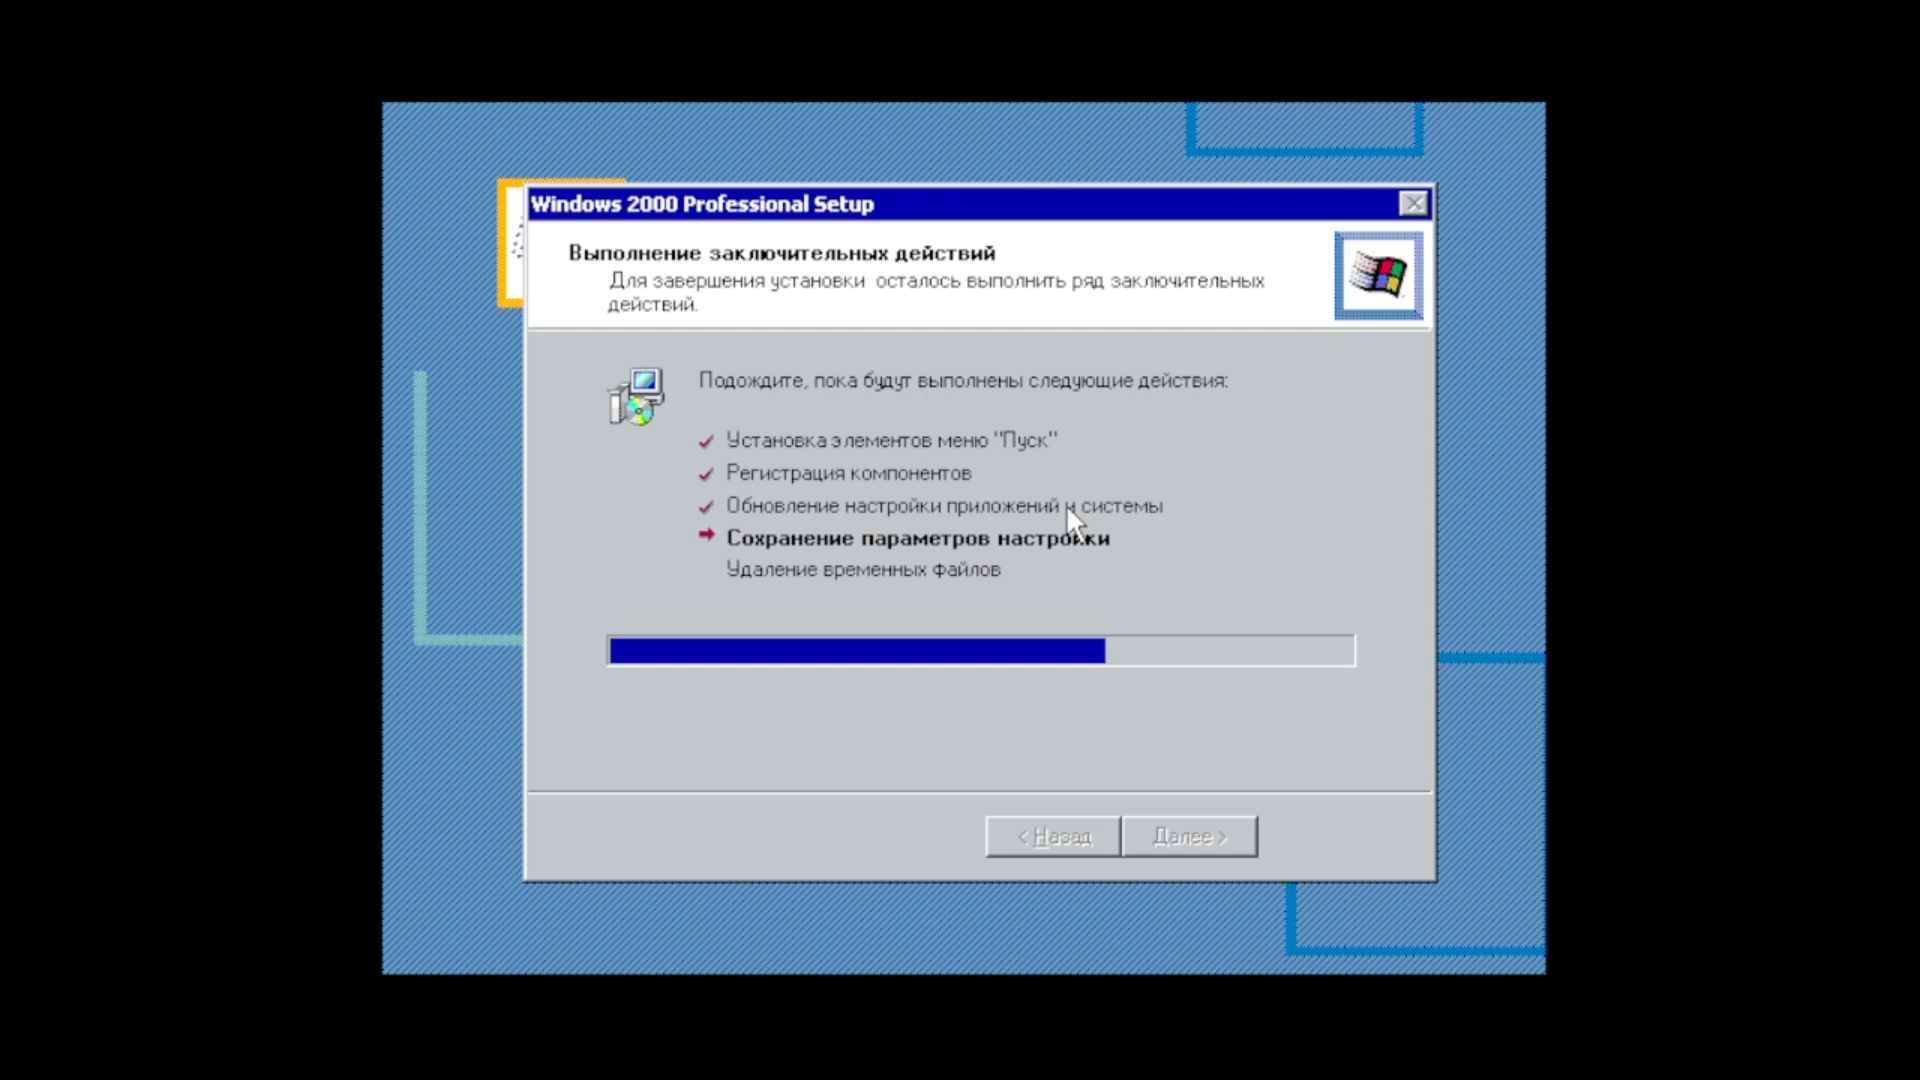 Windows 2000 Professional Setup
Выполнение заключительных действий
Для завершения установки осталось выполнить ряд заключительных
действий.
Подождите, пока будут выполнены следующие действия:
Установка элементов меню "Пуск"
Регистрация компонентов
Обновление настройки приложений и системы
Сохранение параметров настройки
Удаление временных файлов
< Назад
Далее >